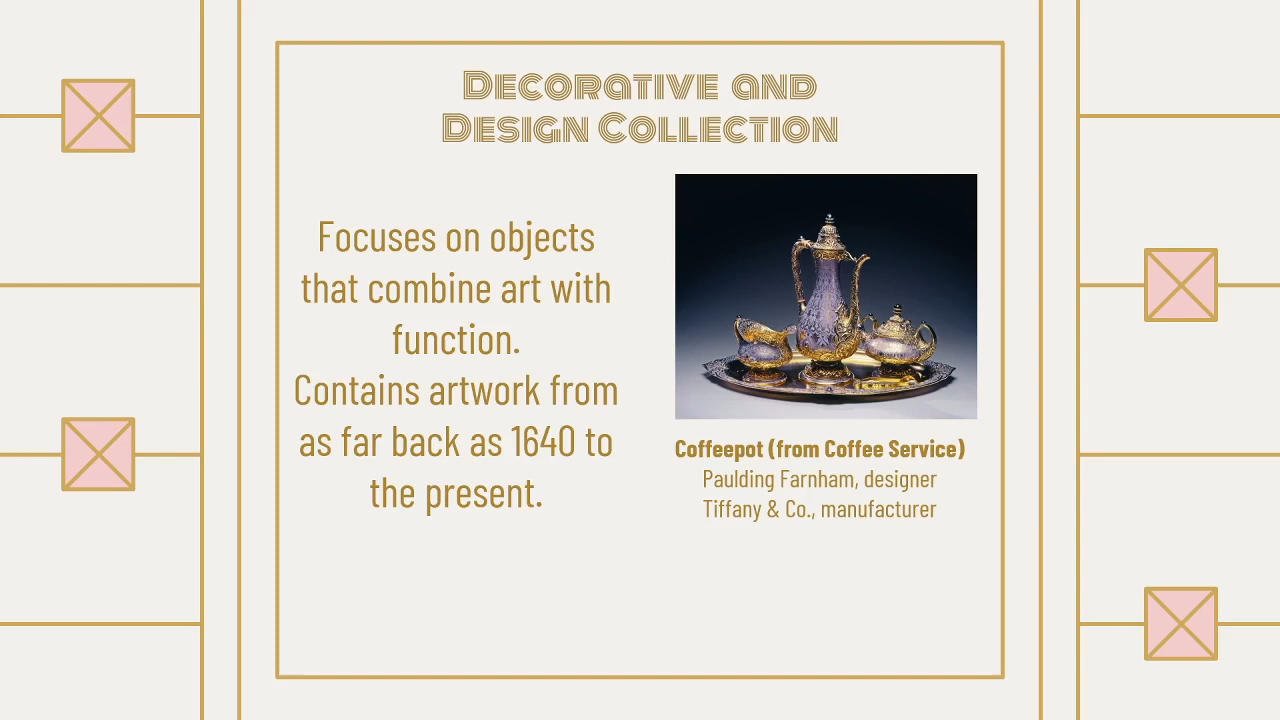 Decorative and
Design Collection
Focuses on objects
that combine art with
function.
Contains artwork from
as far back as 1640 to
the present.
Coffeepot (from Coffee Service)
Paulding Farnham, designer
Tiffany & Co., manufacturer